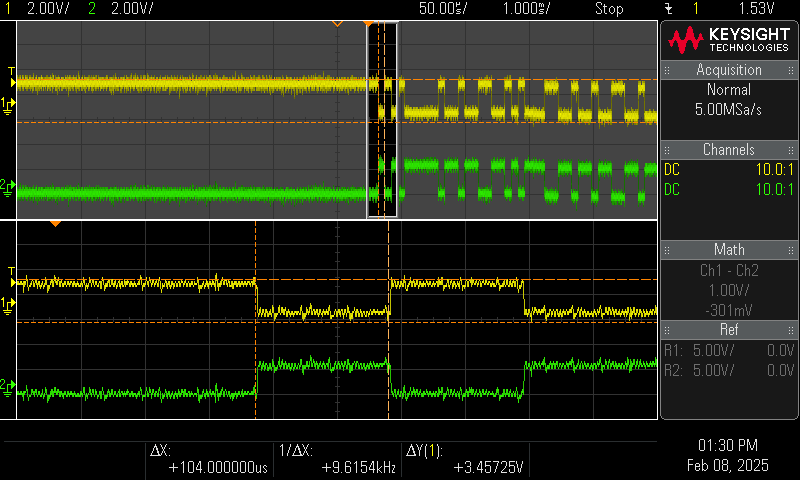 1 2.00V/ 2 2.00V/ 50.00us/ 1.000ms/ Stop 1 1.53V
KEYSIGHT
TECHNOLOGIES
Acquisition
Normal
5.00MSa/s
Channels
DC 10.0:1
DC 10.0:1
Math
Ch1 - Ch2
1.00V/
-301mV
Ref
R1: 5.00V/ 0.0V
R2: 5.00V/ 0.0V
T
1
2
T
1
2
ΔX: 1/ΔX: ΔY(1):
+104.000000us +9.6154kHz +3.45725V
01:30 PM
Feb 08, 2025